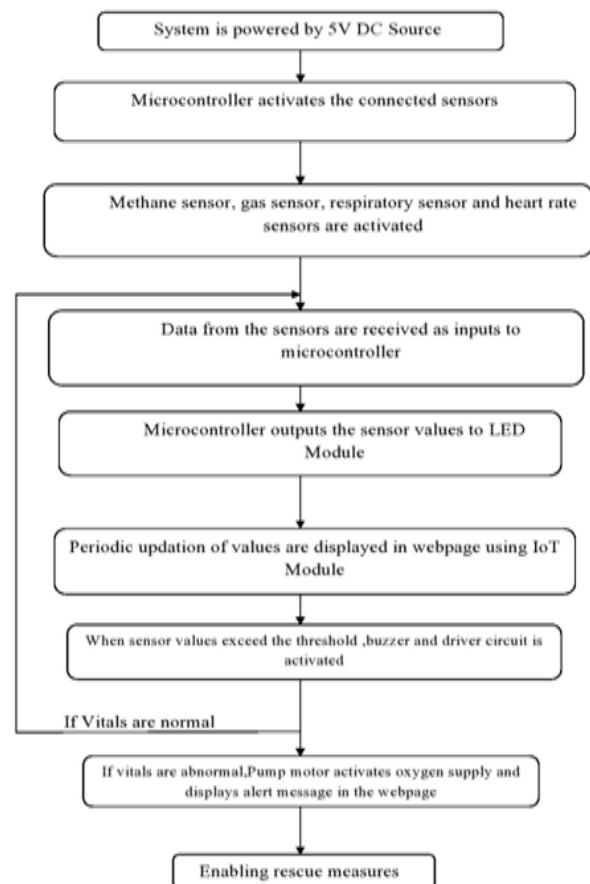 System is powered by 5V DC Source
Microcontroller activates the connected sensors
Methane sensor, gas sensor, respiratory sensor and heart rate
sensors are activated
Data from the sensors are received as inputs to
microcontroller
Microcontroller outputs the sensor values to LED
Module
Periodic updation of values are displayed in webpage using IoT
Module
When sensor values exceed the threshold ,buzzer and driver circuit is
activated
If Vitals are normal
If vitals are abnormal,Pump motor activates oxygen supply and
displays alert message in the webpage
Enabling rescue measures